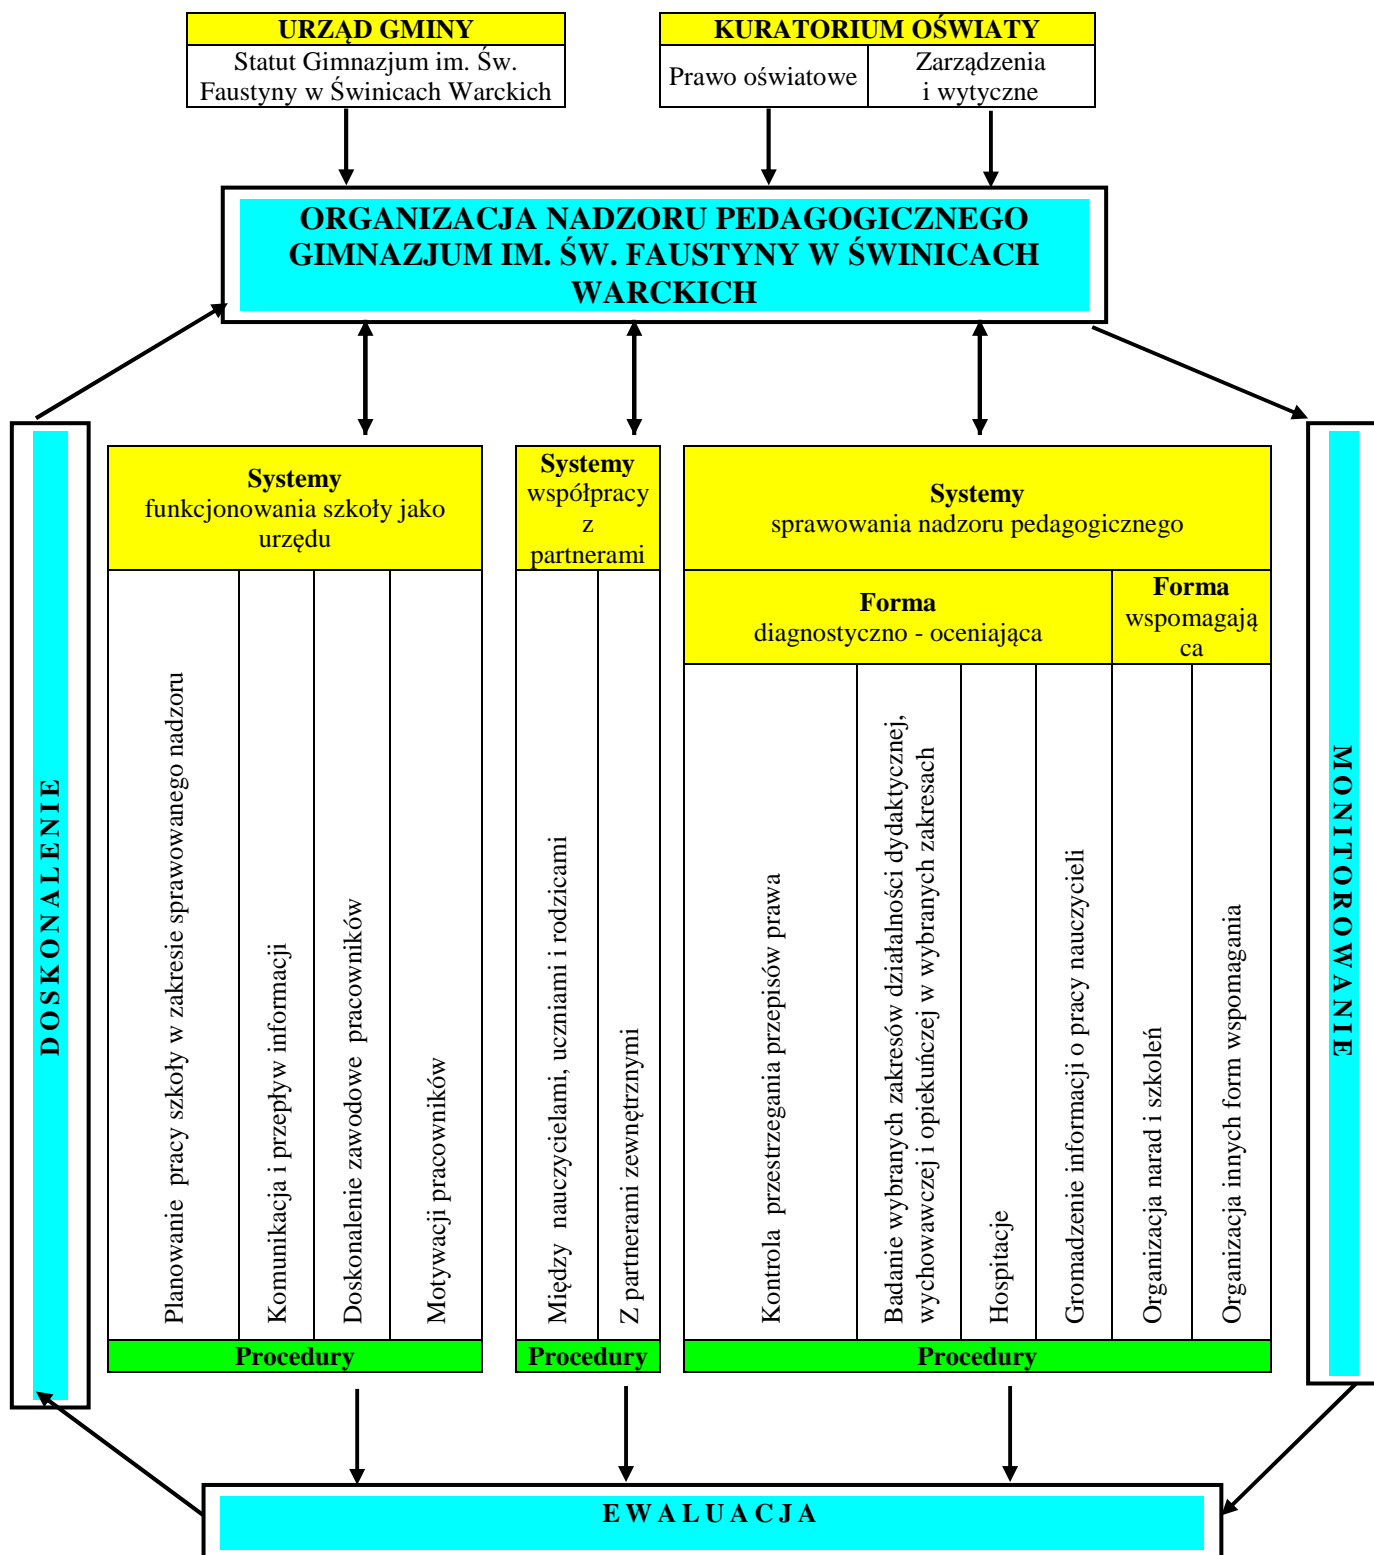 URZĄD GMINY
Statut Gimnazjum im. Św.
Faustyny w Świnicach Warckich
KURATORIUM OŚWIATY
Prawo oświatowe
Zarządzenia
i wytyczne
ORGANIZACJA NADZORU PEDAGOGICZNEGO
GIMNAZJUM IM. ŚW. FAUSTYNY W ŚWINICACH
WARCKICH
DOSKONALENIE
Systemy
funkcjonowania szkoły jako
urzędu
Planowanie pracy szkoły w zakresie sprawowanego nadzoru
Komunikacja i przepływ informacji
Doskonalenie zawodowe pracowników
Motywacji pracowników
Procedury
Systemy
współpracy
z
partnerami
Między nauczycielami, uczniami i rodzicami
Z partnerami zewnętrznymi
Procedury
Systemy
sprawowania nadzoru pedagogicznego
Forma
diagnostyczno - oceniająca
Forma
wspomagają
ca
Kontrola przestrzegania przepisów prawa
Badanie wybranych zakresów działalności dydaktycznej,
wychowawczej i opiekuńczej w wybranych zakresach
Hospitacje
Gromadzenie informacji o pracy nauczycieli
Organizacja narad i szkoleń
Organizacja innych form wspomagania
Procedury
MONITOROWANIE
EWALUACJA